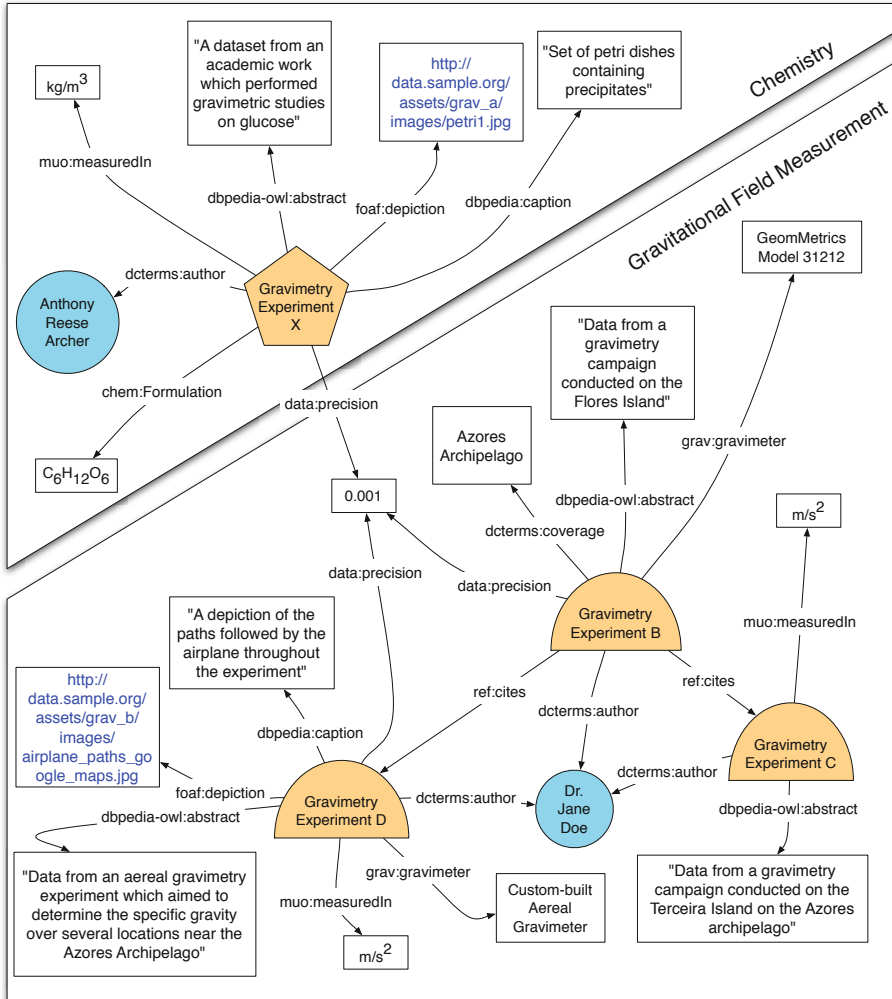 "A dataset from an
academic work
which performed
gravimetric studies
on glucose"
http://
data.sample.org/
assets/grav_a/
images/petri1.jpg
"Set of petri dishes
containing
precipitates"
Chemistry
kg/m³
muo:measuredIn
dbpedia-owl:abstract
foaf:depiction
dbpedia:caption
Gravitational Field Measurement
GeomMetrics
Model 31212
dcterms:author
Anthony
Reese
Archer
Gravimetry
Experiment
X
"Data from a
gravimetry
campaign
conducted on the
Flores Island"
chem:Formulation
data:precision
Azores
Archipelago
grav:gravimeter
C₆H₁₂O₆
0.001
dbpedia-owl:abstract
m/s²
dcterms:coverage
data:precision
data:precision
Gravimetry
Experiment B
muo:measuredIn
"A depiction of the
paths followed by the
airplane throughout
the experiment"
http://
data.sample.org/
assets/grav_b/
images/
airplane_paths_go
ogle_maps.jpg
ref:cites
ref:cites
dcterms:author
dbpedia:caption
Gravimetry
Experiment C
foaf:depiction
Gravimetry
Experiment D
dcterms:author
Dr.
Jane
Doe
dcterms:author
dbpedia-owl:abstract
dbpedia-owl:abstract
"Data from an aereal gravimetry
experiment which aimed to
determine the specific gravity
over several locations near the
Azores Archipelago"
muo:measuredIn
grav:gravimeter
m/s²
Custom-built
Aereal
Gravimeter
"Data from a gravimetry
campaign conducted on the
Terceira Island on the Azores
archipelago"